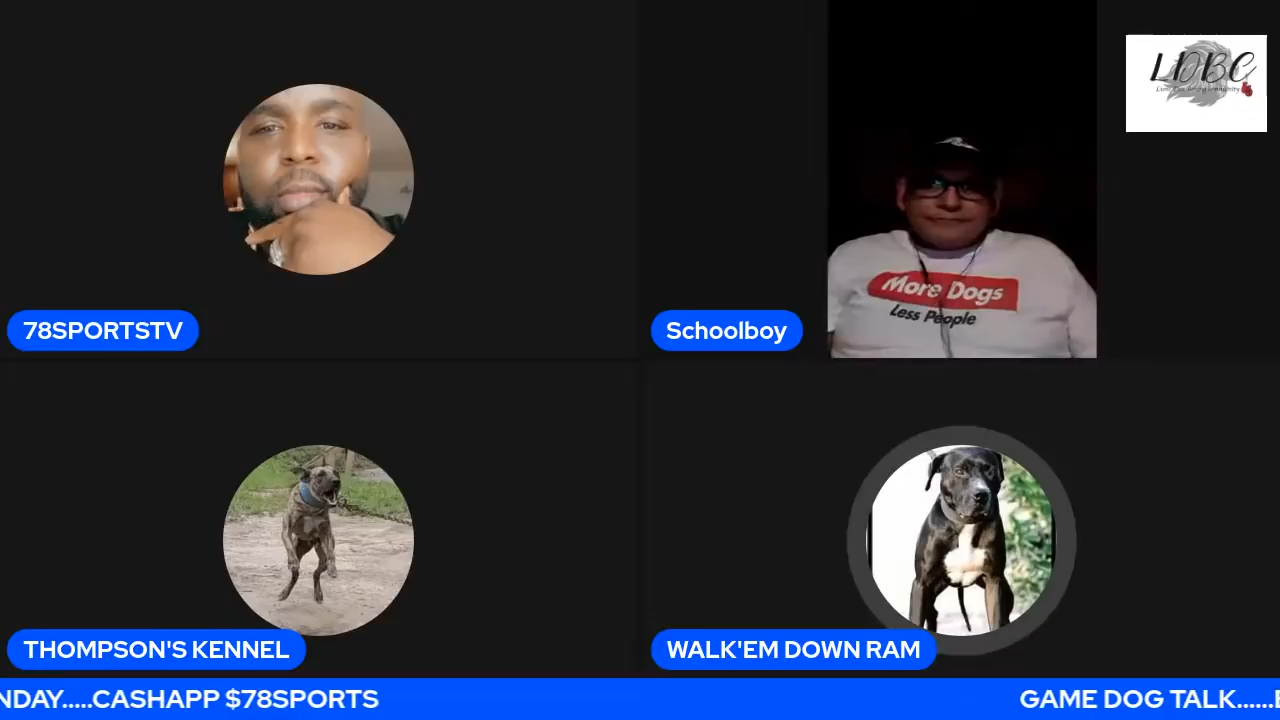 LDBC
78SPORTSTV
More Dogs
Less People
Schoolboy
THOMPSON'S KENNEL
WALK'EM DOWN RAM
NDAY.....CASHAPP $78SPORTS
GAME DOG TALK......